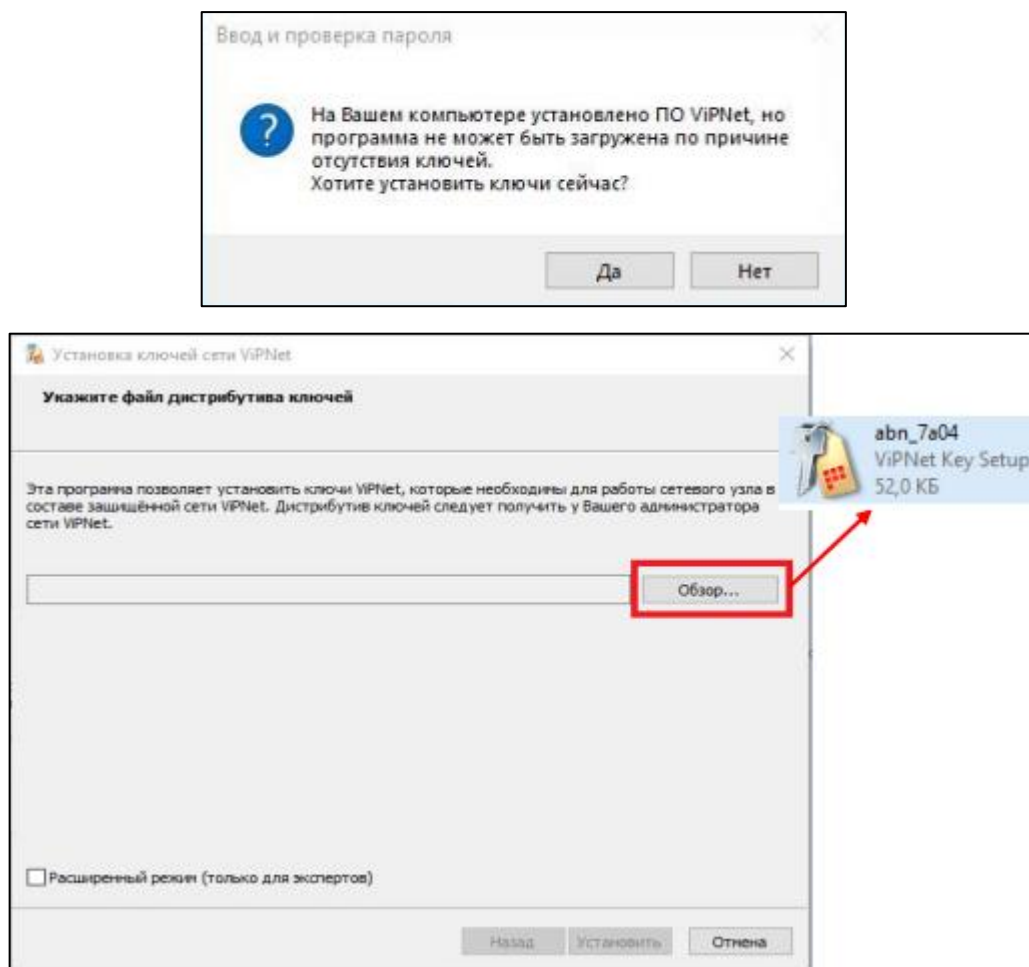 Ввод и проверка пароля
На Вашем компьютере установлено ПО ViPNet, но
программа не может быть загружена по причине
отсутствия ключей.
Хотите установить ключи сейчас?
Да
Нет
Установка ключей сети ViPNet
Укажите файл дистрибутива ключей
Эта программа позволяет установить ключи ViPNet, которые необходимы для работы сетевого узла в
составе защищённой сети ViPNet. Дистрибутив ключей следует получить у Вашего администратора
сети ViPNet.
abn_7a04
ViPNet Key Setup
52,0 КБ
Обзор...
Расширенный режим (только для экспертов)
Назад
Установить
Отмена